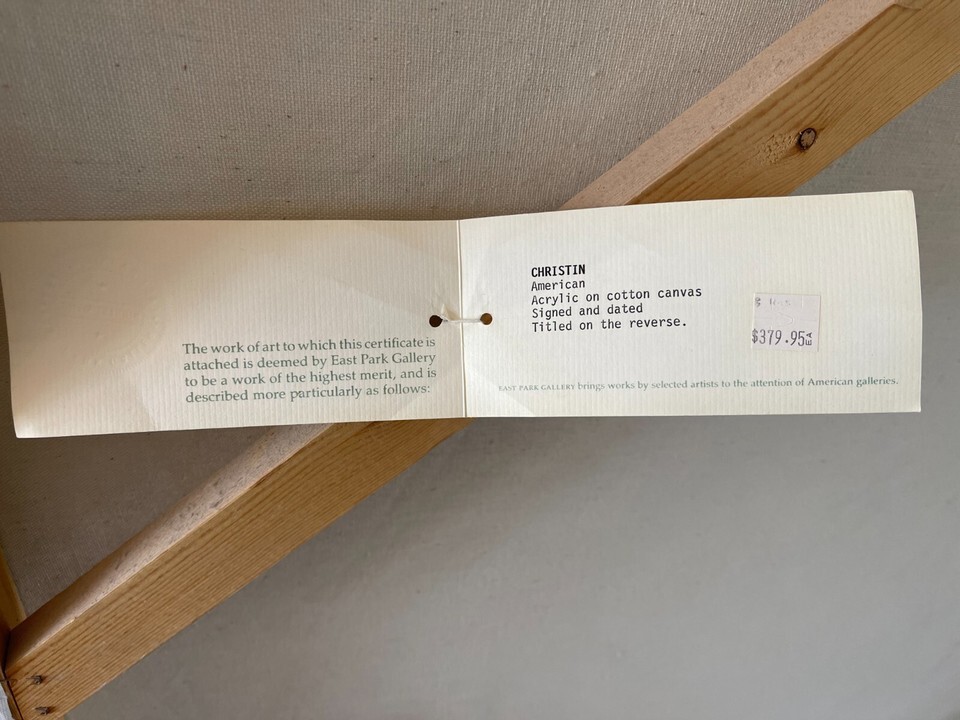 The work of art to which this certificate is
attached is deemed by East Park Gallery
to be a work of the highest merit, and is
described more particularly as follows:
CHRISTIN
American
Acrylic on cotton canvas
Signed and dated
Titled on the reverse.
$379.95 EA
EAST PARK GALLERY brings works by selected artists to the attention of American galleries.